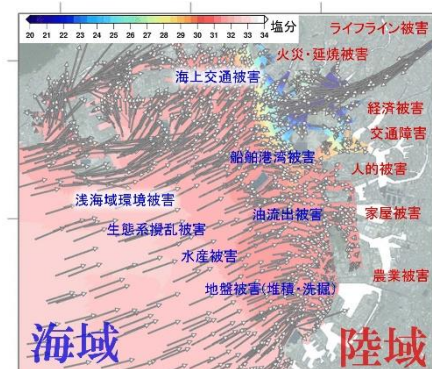 塩分
20 21 22 23 24 25 26 27 28 29 30 31 32 33 34
ライフライン被害
火災・延焼被害
海上交通被害
経済被害
交通障害
船舶港湾被害
人的被害
浅海域環境被害
油流出被害
家屋被害
生態系擾乱被害
水産被害
農業被害
地盤被害(堆積・洗掘)
海域
陸域